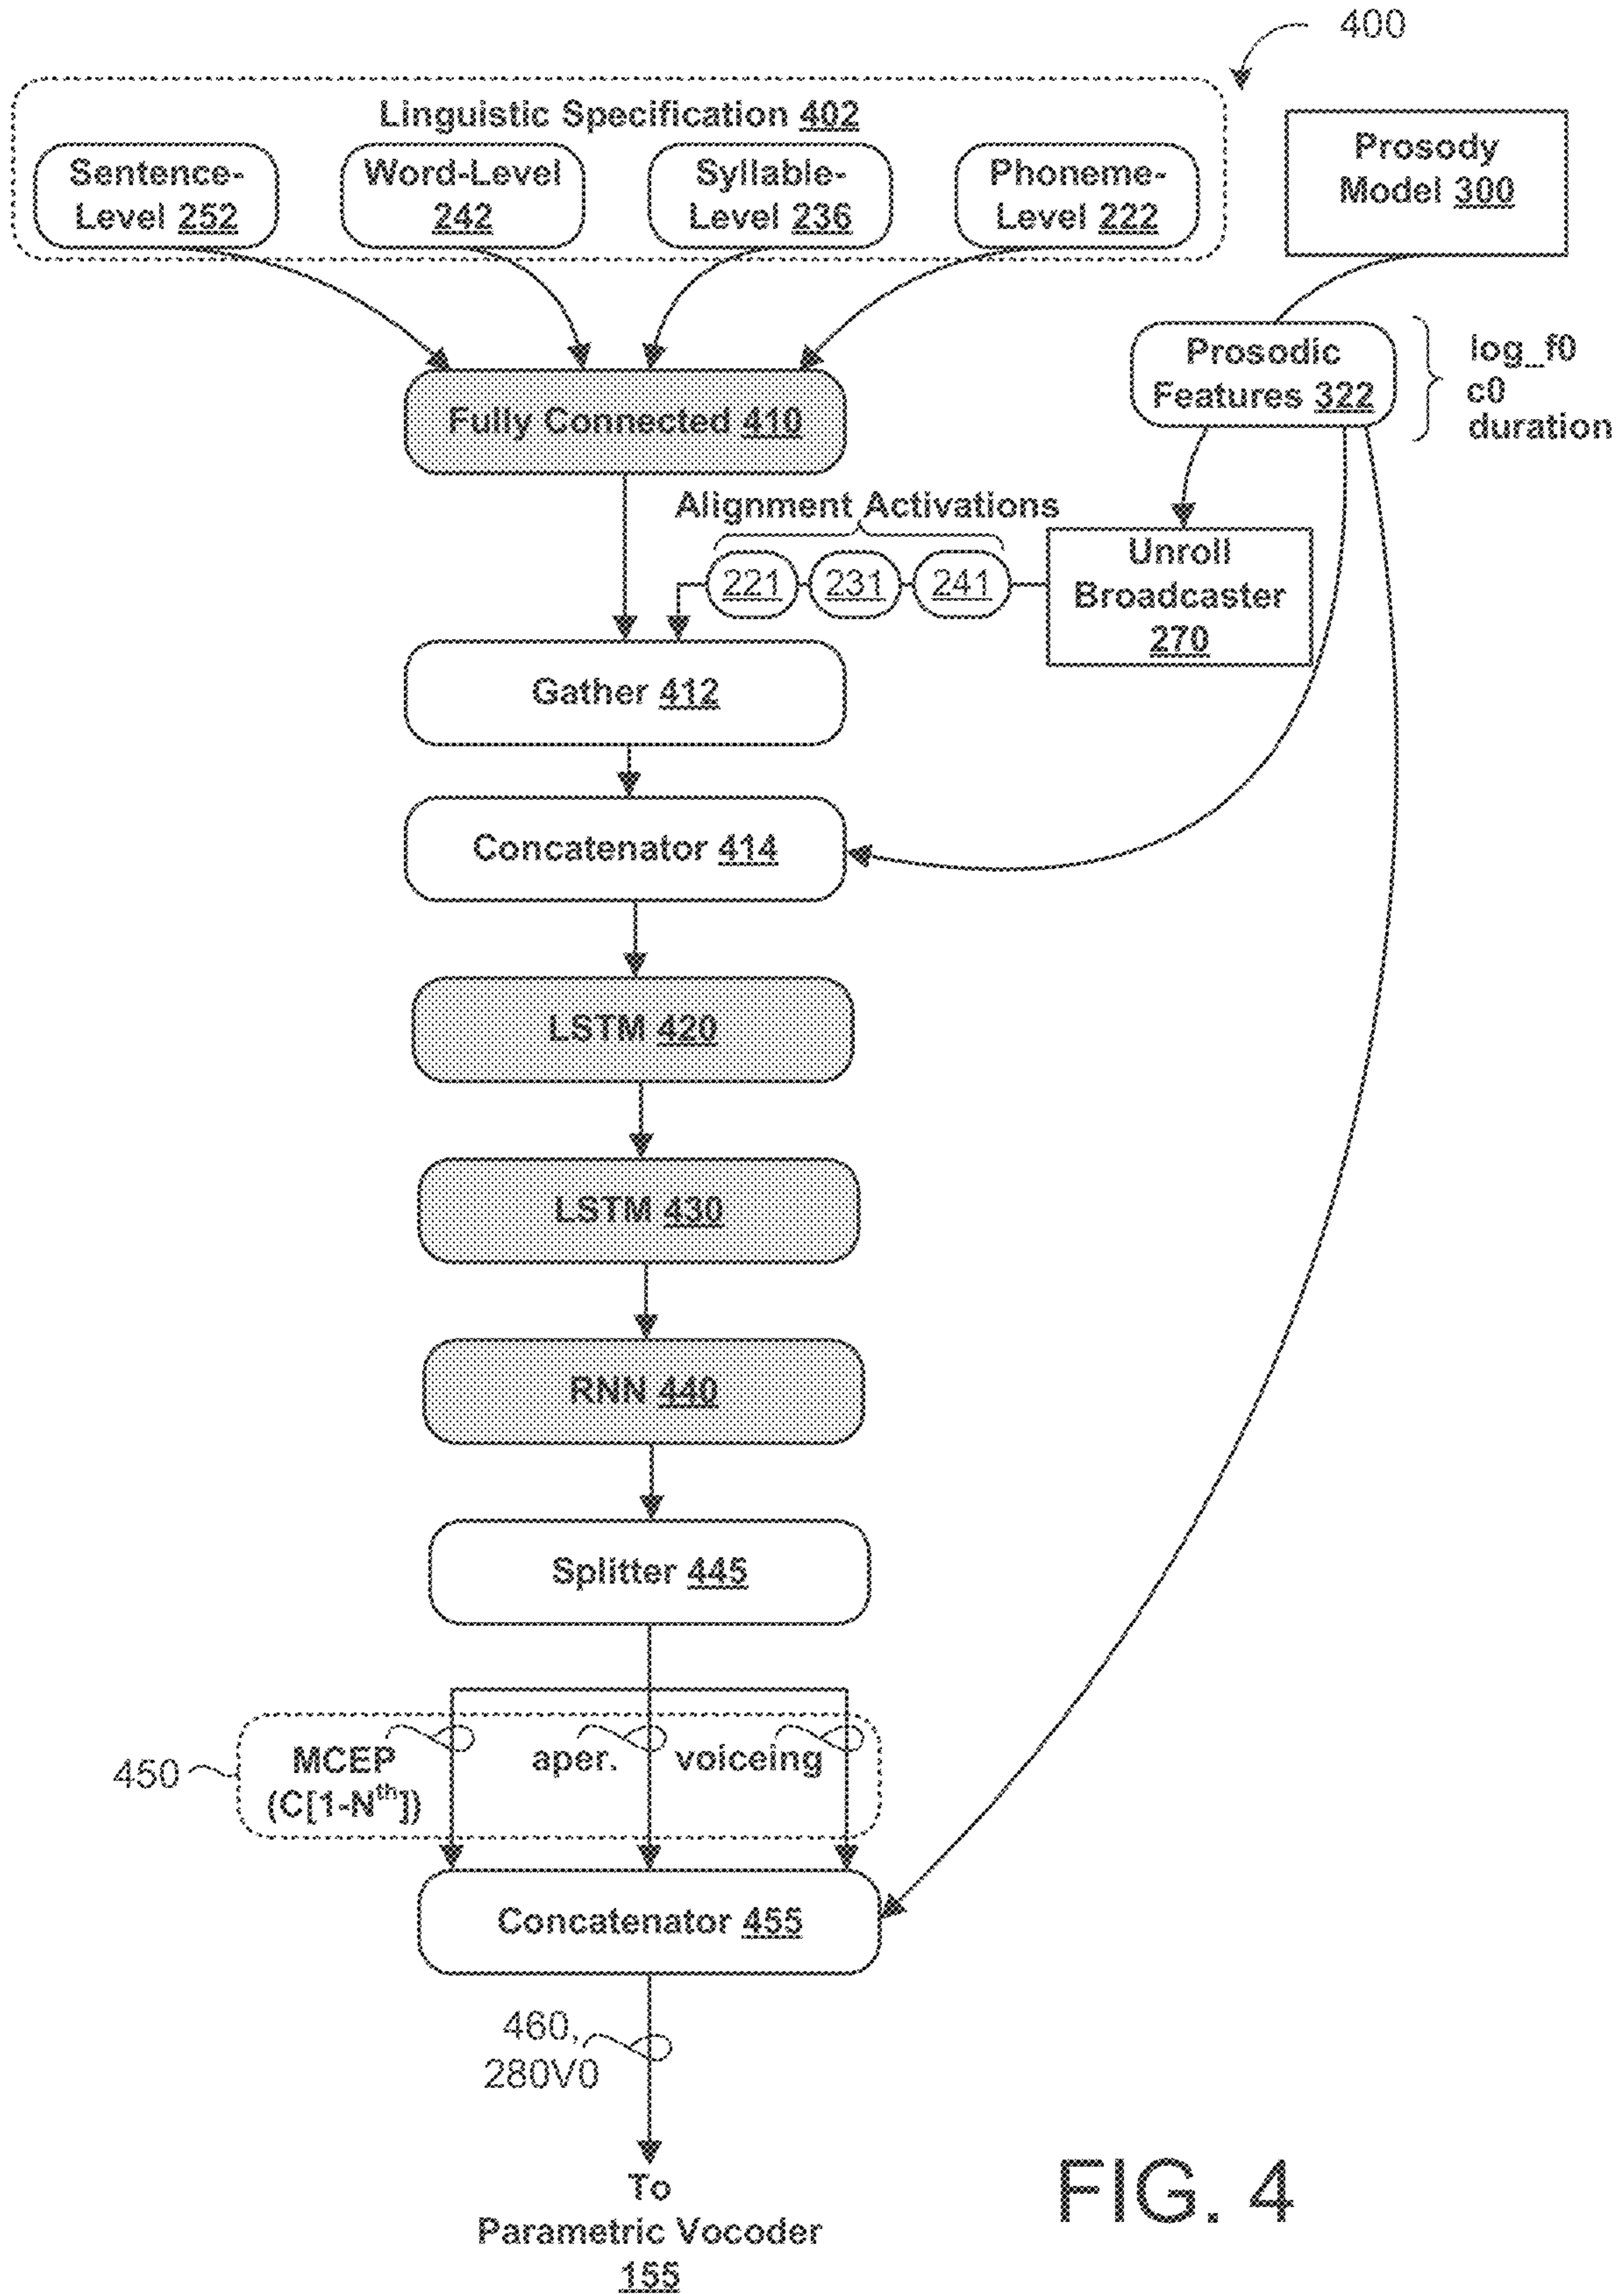 400
Linguistic Specification 402
Sentence-
Level 252
Word-Level
242
Syllable-
Level 236
Phoneme-
Level 222
Prosody
Model 300
Prosodic
Features 322
log_f0
c0
duration
Fully Connected 410
Alignment Activations
221
231
241
Unroll
Broadcaster
270
Gather 412
Concatenator 414
LSTM 420
LSTM 430
RNN 440
Splitter 445
450
MCEP
(C[1-Nth])
aper.
voiceing
Concatenator 455
460,
280V0
To
Parametric Vocoder
155
FIG. 4